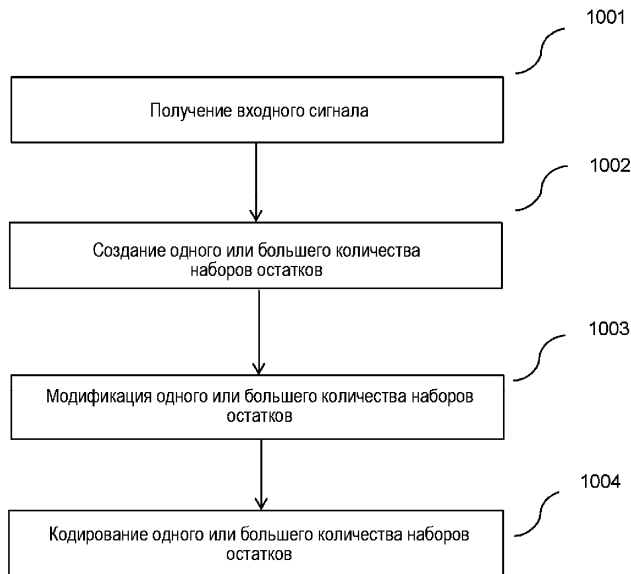 1001
Получение входного сигнала
1002
Создание одного или большего количества
наборов остатков
1003
Модификация одного или большего количества наборов
остатков
1004
Кодирование одного или большего количества наборов
остатков